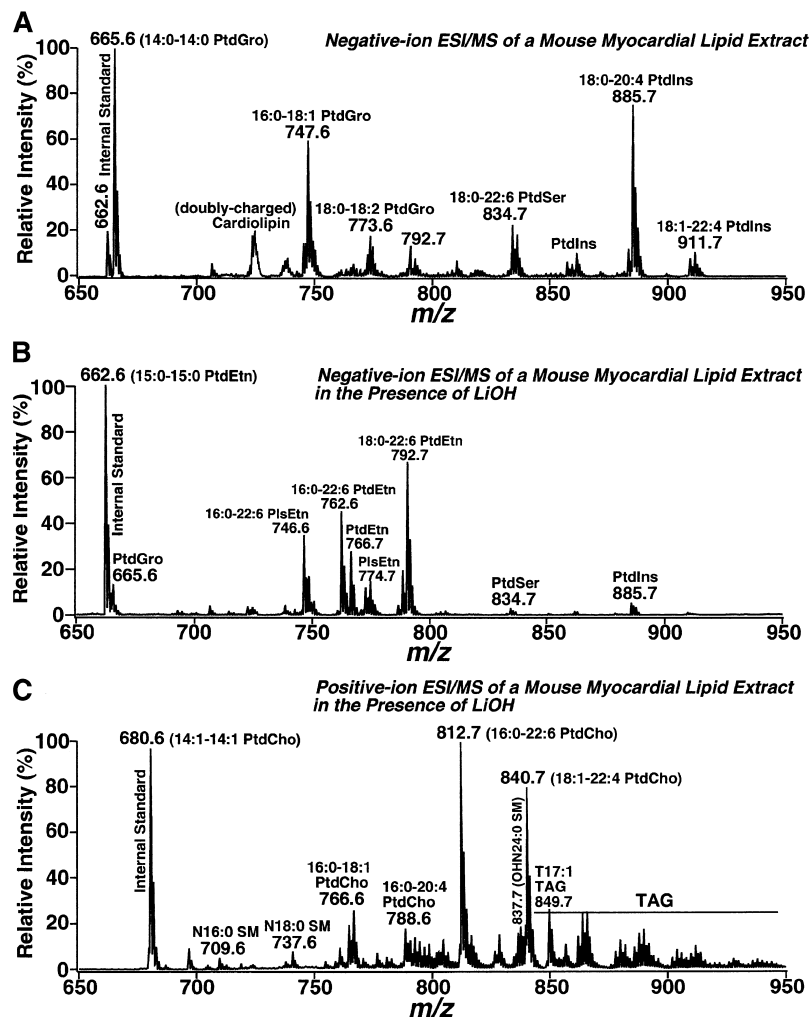 A
Negative-ion ESI/MS of a Mouse Myocardial Lipid Extract
665.6 (14:0-14:0 PtdGro)
Internal Standard
662.6
16:0-18:1 PtdGro
747.6
(doubly-charged)
Cardiolipin
18:0-18:2 PtdGro
773.6
792.7
18:0-22:6 PtdSer
834.7
PtdIns
18:0-20:4 PtdIns
885.7
18:1-22:4 PtdIns
911.7
Relative Intensity (%)
100
80
60
40
20
0
650 700 750 800 850 900 950
m/z
B
Negative-ion ESI/MS of a Mouse Myocardial Lipid Extract
in the Presence of LiOH
662.6 (15:0-15:0 PtdEtn)
Internal Standard
PtdGro
665.6
16:0-22:6 PlsEtn
746.6
16:0-22:6 PtdEtn
762.6
PtdEtn
766.7
PlsEtn
774.7
18:0-22:6 PtdEtn
792.7
PtdSer
834.7
PtdIns
885.7
Relative Intensity (%)
100
80
60
40
20
0
650 700 750 800 850 900 950
m/z
C
Positive-ion ESI/MS of a Mouse Myocardial Lipid Extract
in the Presence of LiOH
680.6 (14:1-14:1 PtdCho)
Internal Standard
N16:0 SM
709.6
N18:0 SM
737.6
16:0-18:1
PtdCho
766.6
16:0-20:4
PtdCho
788.6
812.7 (16:0-22:6 PtdCho)
840.7 (18:1-22:4 PtdCho)
837.7 (OHN24:0 SM)
T17:1
TAG
849.7
TAG
Relative Intensity (%)
100
80
60
40
20
0
650 700 750 800 850 900 950
m/z